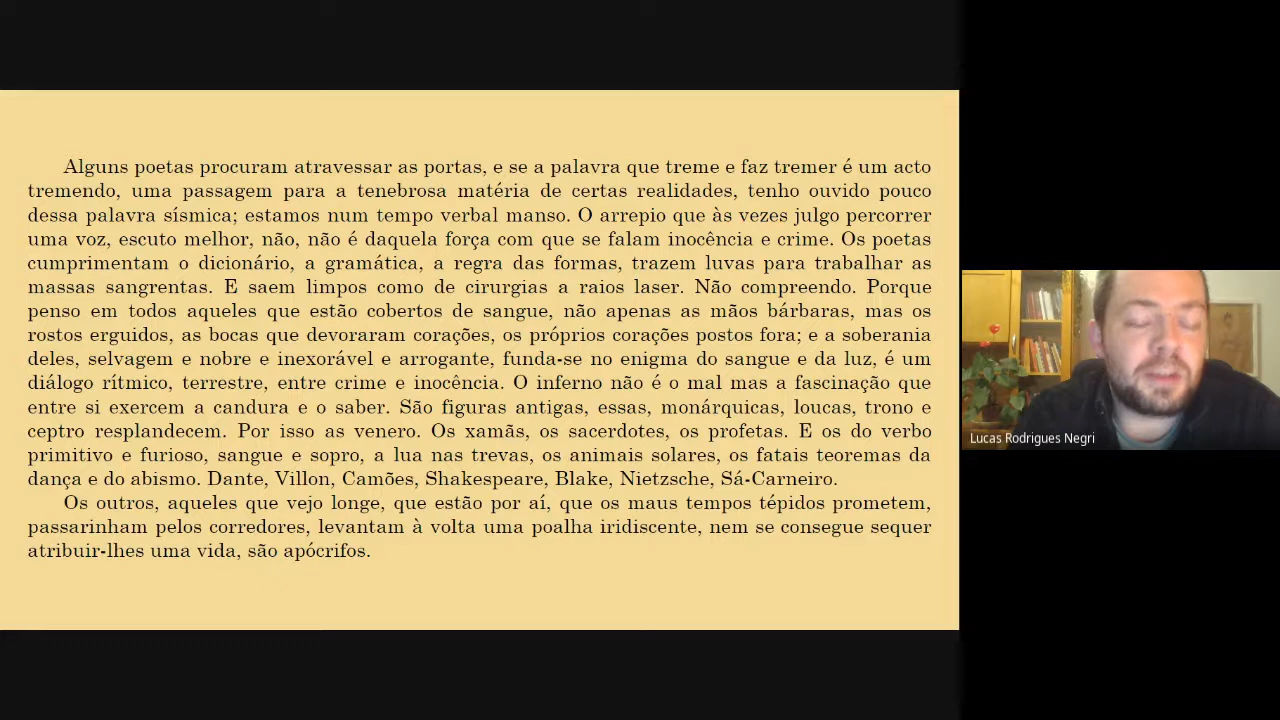 Alguns poetas procuram atravessar as portas, e se a palavra que treme e faz tremer é um acto
tremendo, uma passagem para a tenebrosa matéria de certas realidades, tenho ouvido pouco
dessa palavra sísmica; estamos num tempo verbal manso. O arrepio que às vezes julgo percorrer
uma voz, escuto melhor, não, não é daquela força com que se falam inocência e crime. Os poetas
cumprimentam o dicionário, a gramática, a regra das formas, trazem luvas para trabalhar as
massas sangrentas. E saem limpos como de cirurgias a raios laser. Não compreendo. Porque
penso em todos aqueles que estão cobertos de sangue, não apenas as mãos bárbaras, mas os
rostos erguidos, as bocas que devoraram corações, os próprios corações postos fora; e a soberania
deles, selvagem e nobre e inexorável e arrogante, funda-se no enigma do sangue e da luz, é um
diálogo rítmico, terrestre, entre crime e inocência. O inferno não é o mal mas a fascinação que
entre si exercem a candura e o saber. São figuras antigas, essas, monárquicas, loucas, trono e
ceptro resplandecem. Por isso as venero. Os xamãs, os sacerdotes, os profetas. E os do verbo
primitivo e furioso, sangue e sopro, a lua nas trevas, os animais solares, os fatais teoremas da
dança e do abismo. Dante, Villon, Camões, Shakespeare, Blake, Nietzsche, Sá-Carneiro.
Os outros, aqueles que vejo longe, que estão por aí, que os maus tempos tépidos prometem,
passarinham pelos corredores, levantam à volta uma poalha iridiscente, nem se consegue sequer
atribuir-lhes uma vida, são apócrifos.
Lucas Rodrigues Negri